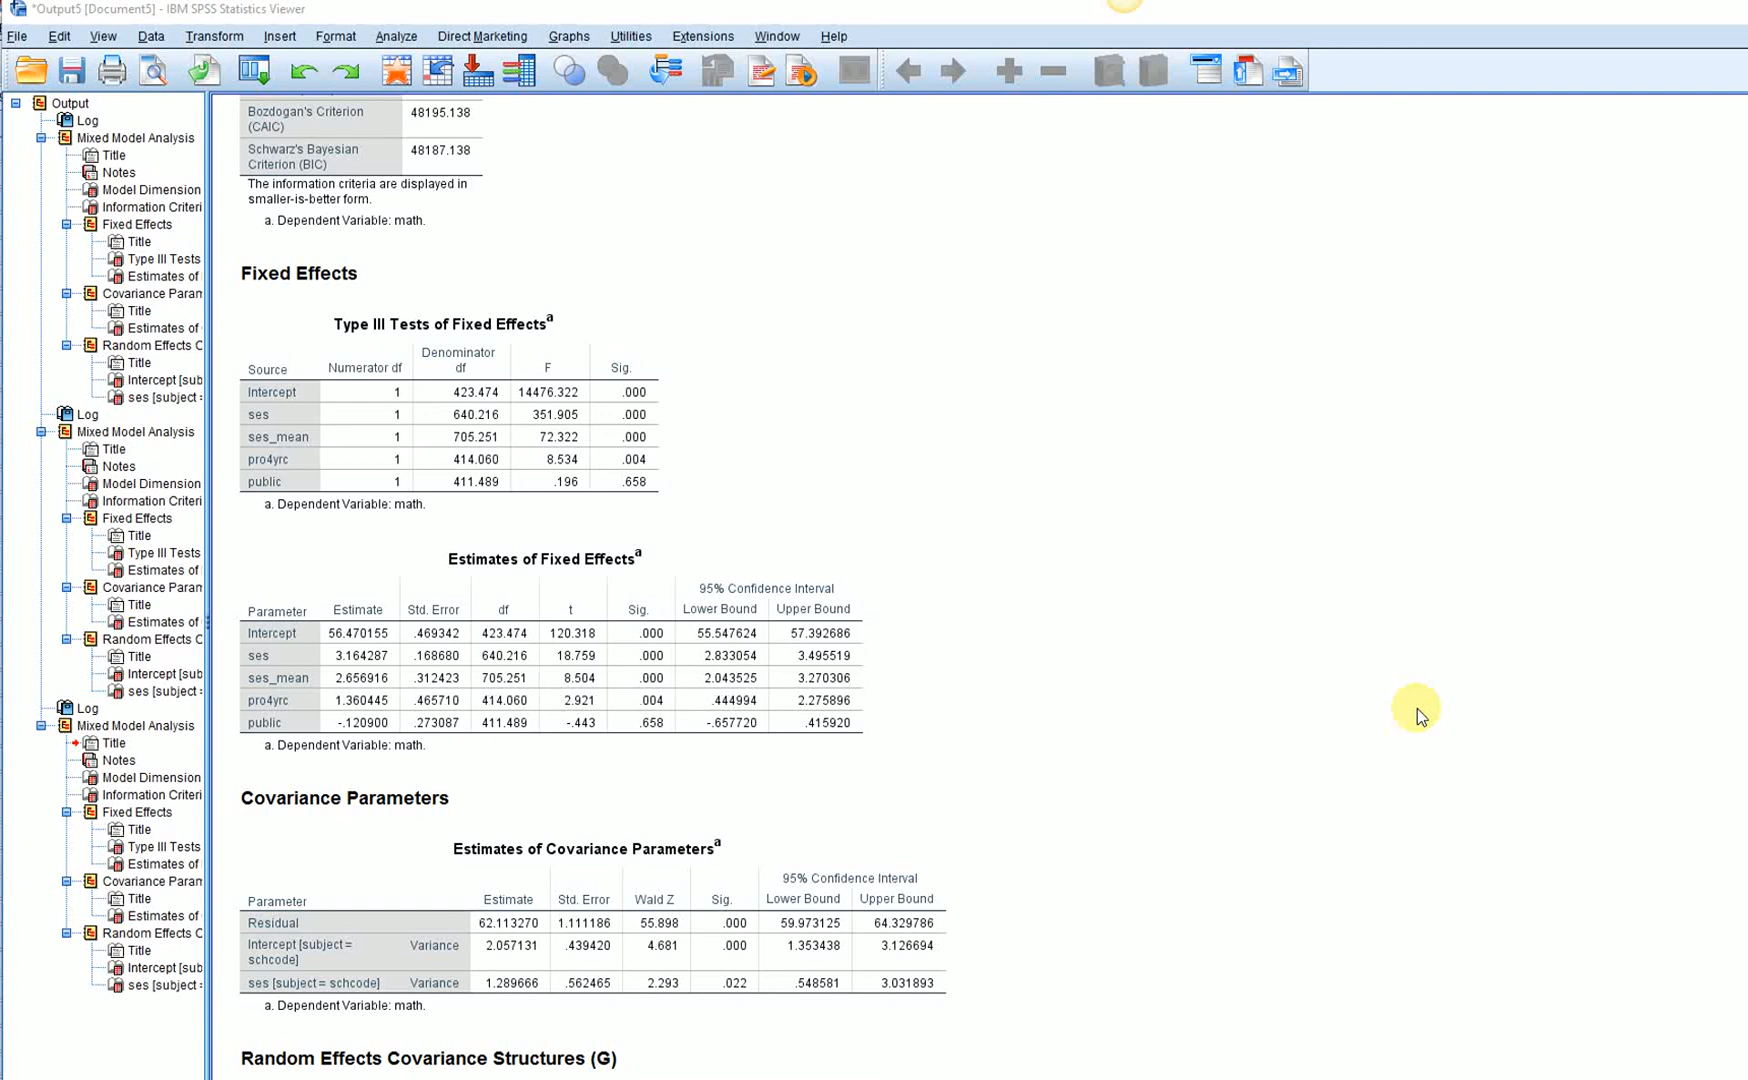 *Output5 [Document5] - IBM SPSS Statistics Viewer
File Edit View Data Transform Insert Format Analyze Direct Marketing Graphs Utilities Extensions Window Help
Output
Log
Mixed Model Analysis
Title
Notes
Model Dimension
Information Criteri
Fixed Effects
Title
Type III Tests
Estimates of
Covariance Param
Title
Estimates of
Random Effects C
Title
Intercept [sub
ses [subject =
Log
Mixed Model Analysis
Title
Notes
Model Dimension
Information Criteri
Fixed Effects
Title
Type III Tests
Estimates of
Covariance Param
Title
Estimates of
Random Effects C
Title
Intercept [sub
ses [subject =
Log
Mixed Model Analysis
Title
Notes
Model Dimension
Information Criteri
Fixed Effects
Title
Type III Tests
Estimates of
Covariance Param
Title
Estimates of
Random Effects C
Title
Intercept [sub
ses [subject =
Bozdogan's Criterion 48195.138
(CAIC)
Schwarz's Bayesian 48187.138
Criterion (BIC)
The information criteria are displayed in
smaller-is-better form.
a. Dependent Variable: math.
Fixed Effects
Type III Tests of Fixed Effects a
Denominator
Source Numerator df df F Sig.
Intercept 1 423.474 14476.322 .000
ses 1 640.216 351.905 .000
ses_mean 1 705.251 72.322 .000
pro4yrc 1 414.060 8.534 .004
public 1 411.489 .196 .658
a. Dependent Variable: math.
Estimates of Fixed Effects a
95% Confidence Interval
Parameter Estimate Std. Error df t Sig. Lower Bound Upper Bound
Intercept 56.470155 .469342 423.474 120.318 .000 55.547624 57.392686
ses 3.164287 .168680 640.216 18.759 .000 2.833054 3.495519
ses_mean 2.656916 .312423 705.251 8.504 .000 2.043525 3.270306
pro4yrc 1.360445 .465710 414.060 2.921 .004 .444994 2.275896
public -.120900 .273087 411.489 -.443 .658 -.657720 .415920
a. Dependent Variable: math.
Covariance Parameters
Estimates of Covariance Parameters a
95% Confidence Interval
Parameter Estimate Std. Error Wald Z Sig. Lower Bound Upper Bound
Residual 62.113270 1.111186 55.898 .000 59.973125 64.329786
Intercept [subject = Variance 2.057131 .439420 4.681 .000 1.353438 3.126694
schcode]
ses [subject = schcode] Variance 1.289666 .562465 2.293 .022 .548581 3.031893
a. Dependent Variable: math.
Random Effects Covariance Structures (G)